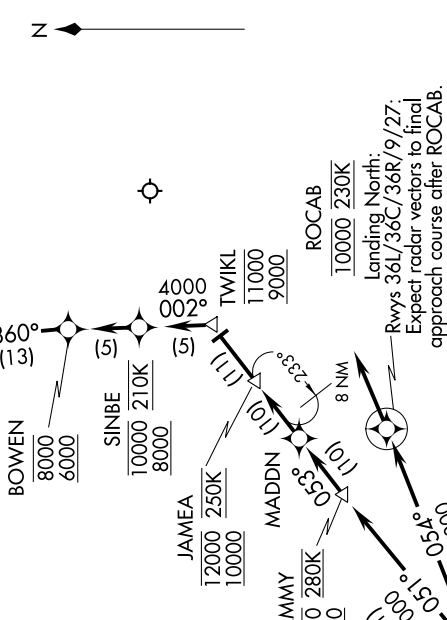 N
ROCAB
10000 230K
Landing North:
Rwys 36L/36C/36R/9/27:
Expect radar vectors to final
approach course after ROCAB.
TWIKL
11000
9000
4000
002°
(5)
(5)
(13)
SINBE
10000 210K
8000
BOWEN
8000
6000
(11)
(10)
233°
8 NM
JAMEA
12000 250K
10000
MADDN
053°
(10)
280K
054°
051°